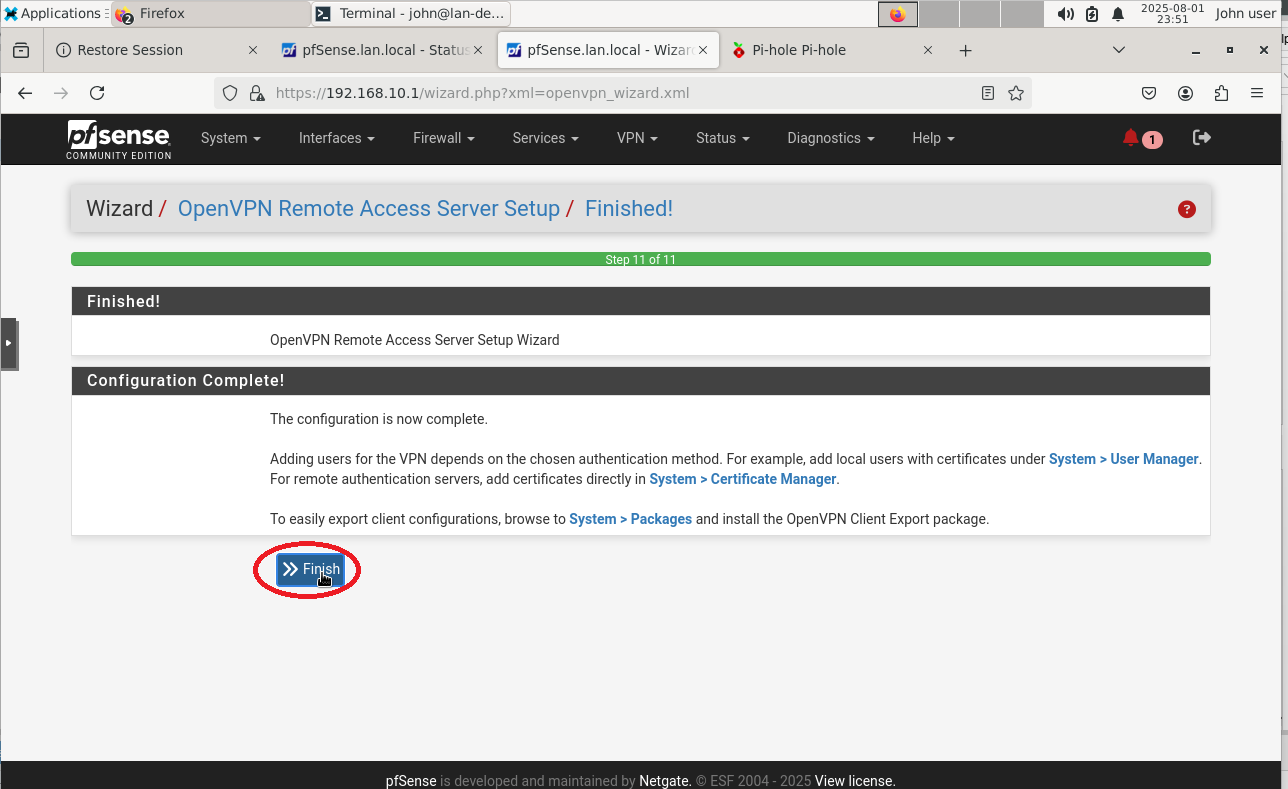 Applications
2
Firefox
Terminal - john@lan-de...
2025-08-01
23:51
John user
Restore Session
pfSense.lan.local - Status
pfSense.lan.local - Wizard
Pi-hole Pi-hole
https://192.168.10.1/wizard.php?xml=openvpn_wizard.xml
pfsense
COMMUNITY EDITION
System
Interfaces
Firewall
Services
VPN
Status
Diagnostics
Help
1
Wizard / OpenVPN Remote Access Server Setup / Finished!
?
Step 11 of 11
Finished!
OpenVPN Remote Access Server Setup Wizard
Configuration Complete!
The configuration is now complete.
Adding users for the VPN depends on the chosen authentication method. For example, add local users with certificates under System > User Manager.
For remote authentication servers, add certificates directly in System > Certificate Manager.
To easily export client configurations, browse to System > Packages and install the OpenVPN Client Export package.
Finish
pfSense is developed and maintained by Netgate. © ESF 2004 - 2025 View license.